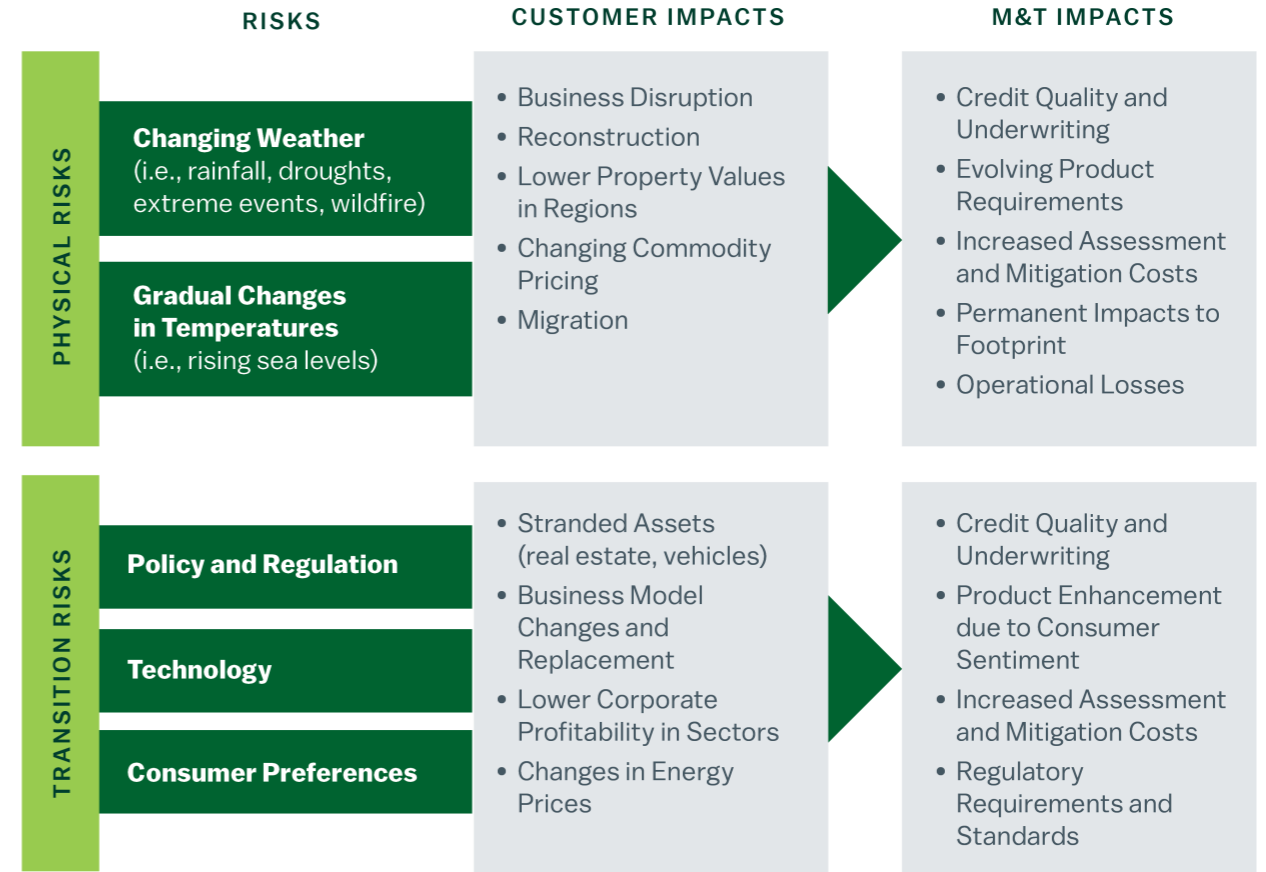 RISKS
CUSTOMER IMPACTS
M&T IMPACTS
PHYSICAL RISKS
Changing Weather
(i.e., rainfall, droughts,
extreme events, wildfire)
Gradual Changes
in Temperatures
(i.e., rising sea levels)
• Business Disruption
• Reconstruction
• Lower Property Values
in Regions
• Changing Commodity
Pricing
• Migration
• Credit Quality and
Underwriting
• Evolving Product
Requirements
• Increased Assessment
and Mitigation Costs
• Permanent Impacts to
Footprint
• Operational Losses
TRANSITION RISKS
Policy and Regulation
Technology
Consumer Preferences
• Stranded Assets
(real estate, vehicles)
• Business Model
Changes and
Replacement
• Lower Corporate
Profitability in Sectors
• Changes in Energy
Prices
• Credit Quality and
Underwriting
• Product Enhancement
due to Consumer
Sentiment
• Increased Assessment
and Mitigation Costs
• Regulatory
Requirements and
Standards